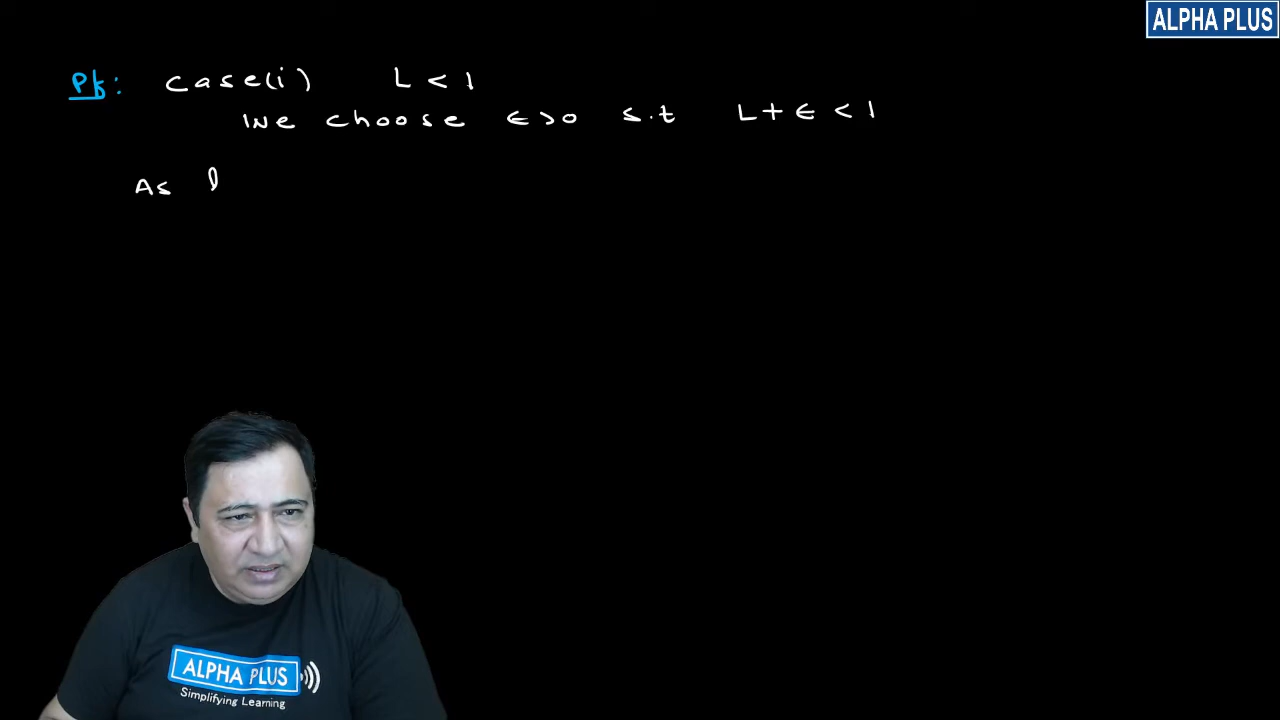 ALPHA PLUS
Pf: case(i) L < 1
We choose ϵ>0 s.t L+ϵ < 1
As l
ALPHA PLUS
Simplifying Learning